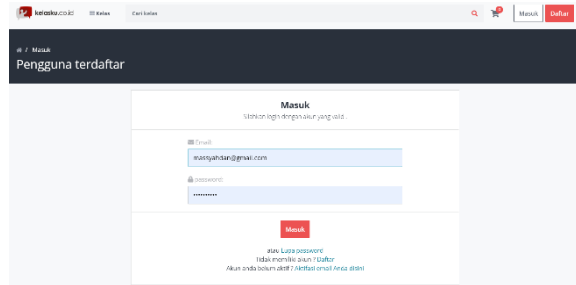 kelasku.co.id
Kelas
Cari kelas
0
Masuk
Daftar
/ Masuk
Pengguna terdaftar
Masuk
Silahkan login dengan akun yang valid
Email:
massyahdan@gmail.com
password:
••••••••••
Masuk
atau Lupa password
Tidak memiliki akun ? Daftar
Akun anda belum aktif ? Aktifasi email Anda disini